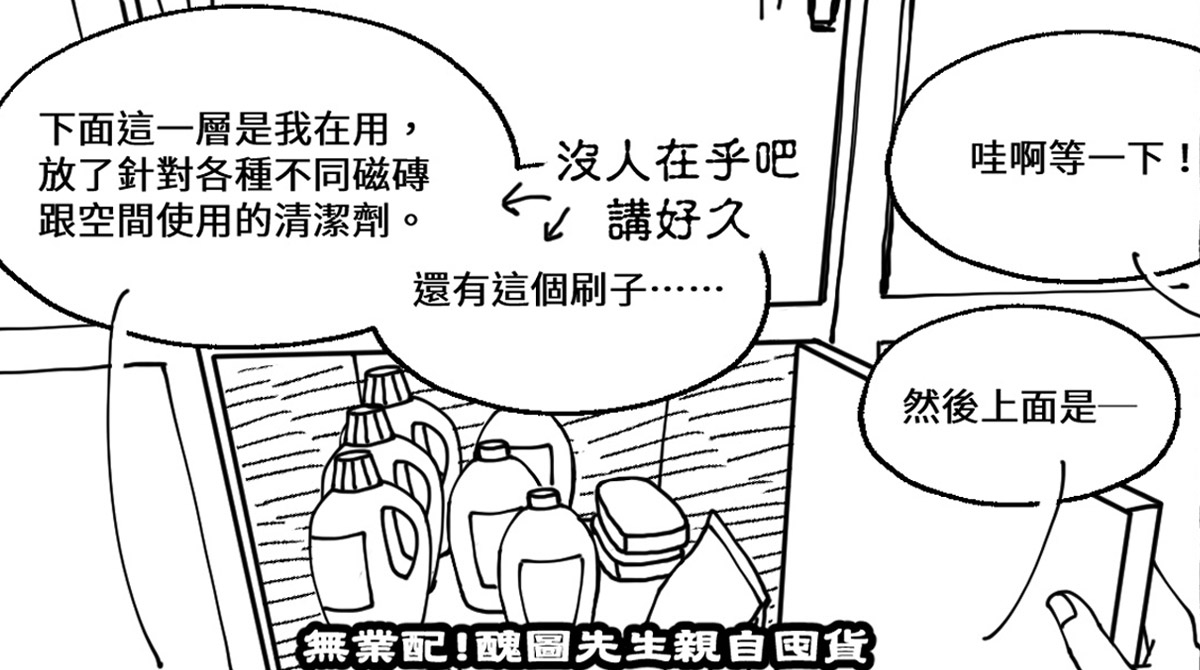 下面這一層是我在用，
放了針對各種不同磁磚
跟空間使用的清潔劑。
沒人在乎吧
講好久
還有這個刷子⋯⋯
哇啊等一下！
然後上面是─
無業配！醜圖先生親自囤貨